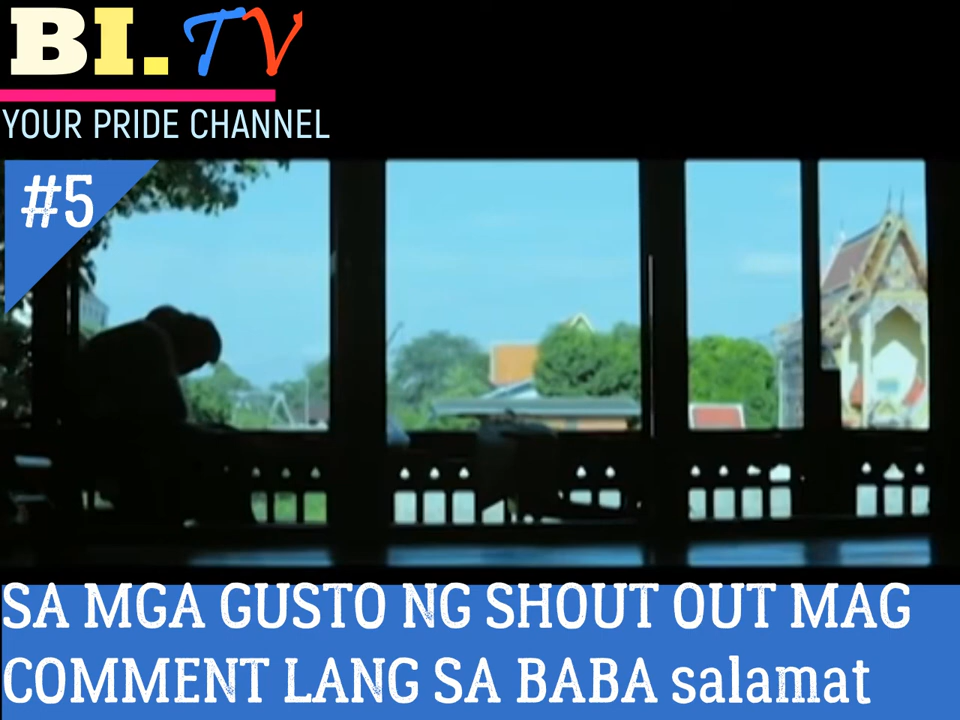 BI.TV
YOUR PRIDE CHANNEL
#5
SA MGA GUSTO NG SHOUT OUT MAG
COMMENT LANG SA BABA salamat